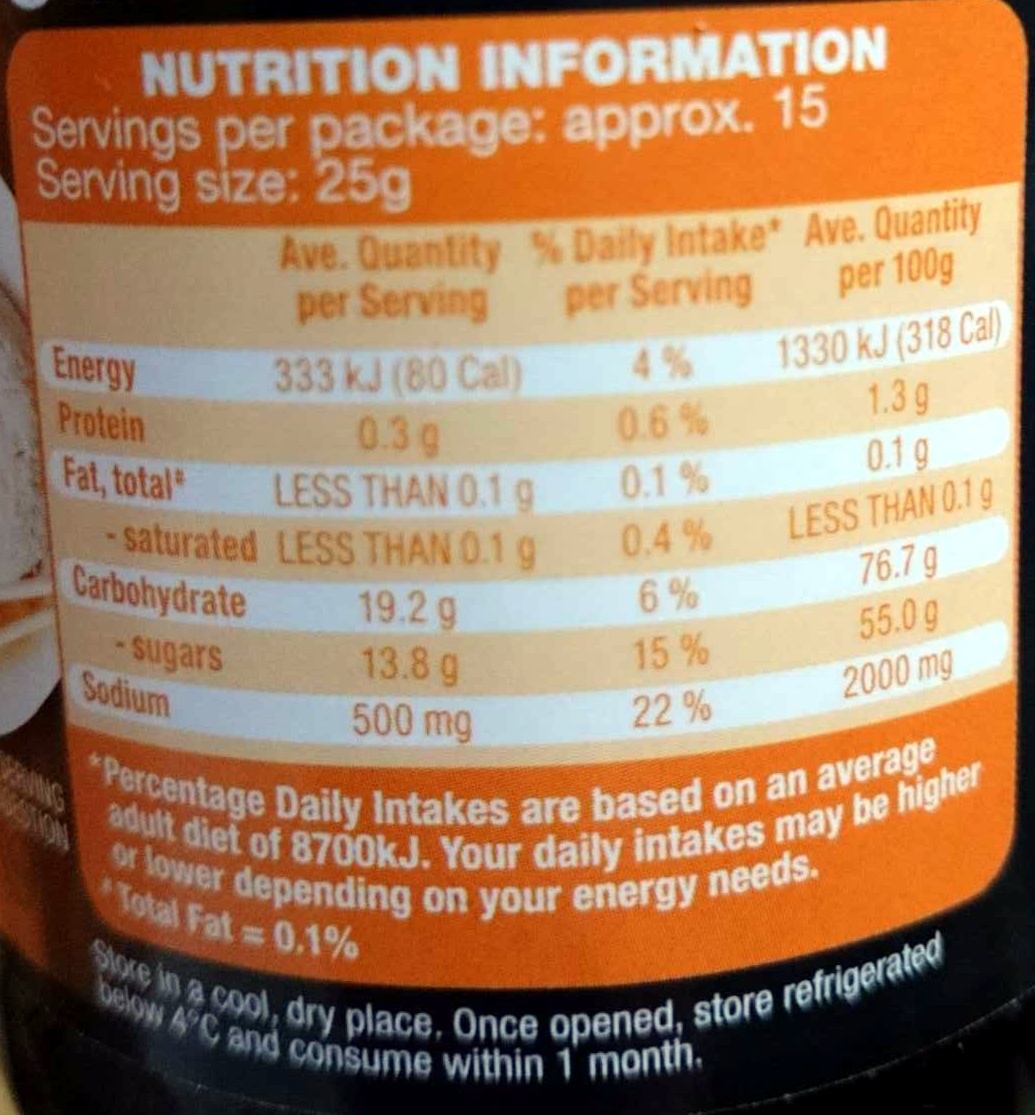 NUTRITION INFORMATION
Servings per package: approx. 15
Serving size: 25g
Ave. Quantity % Daily Intake* Ave. Quantity
per Serving per Serving per 100g
Energy 333 kJ (80 Cal) 4 % 1330 kJ (318 Cal)
Protein 0.3 g 0.6 % 1.3 g
Fat, total# LESS THAN 0.1 g 0.1 % 0.1 g
- saturated LESS THAN 0.1 g 0.4 % LESS THAN 0.1 g
Carbohydrate 19.2 g 6 % 76.7 g
- sugars 13.8 g 15 % 55.0 g
Sodium 500 mg 22 % 2000 mg
*Percentage Daily Intakes are based on an average
adult diet of 8700kJ. Your daily intakes may be higher
or lower depending on your energy needs.
#Total Fat = 0.1%
Store in a cool, dry place. Once opened, store refrigerated
below 4°C and consume within 1 month.